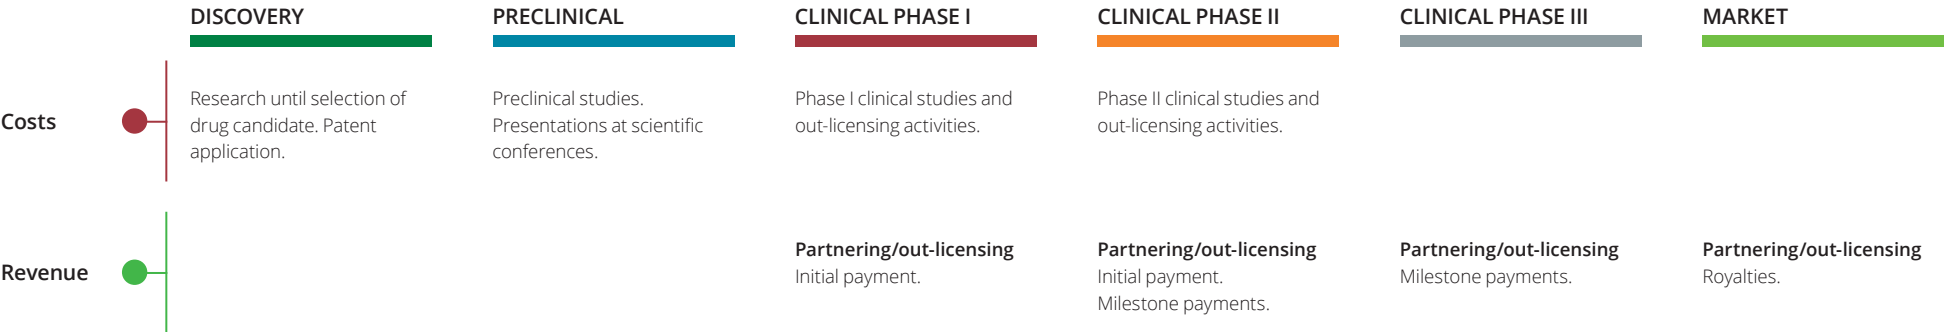 DISCOVERY
PRECLINICAL
CLINICAL PHASE I
CLINICAL PHASE II
CLINICAL PHASE III
MARKET
Costs
Research until selection of
drug candidate. Patent
application.
Preclinical studies.
Presentations at scientific
conferences.
Phase I clinical studies and
out-licensing activities.
Phase II clinical studies and
out-licensing activities.
Revenue
Partnering/out-licensing
Initial payment.
Partnering/out-licensing
Initial payment.
Milestone payments.
Partnering/out-licensing
Milestone payments.
Partnering/out-licensing
Royalties.